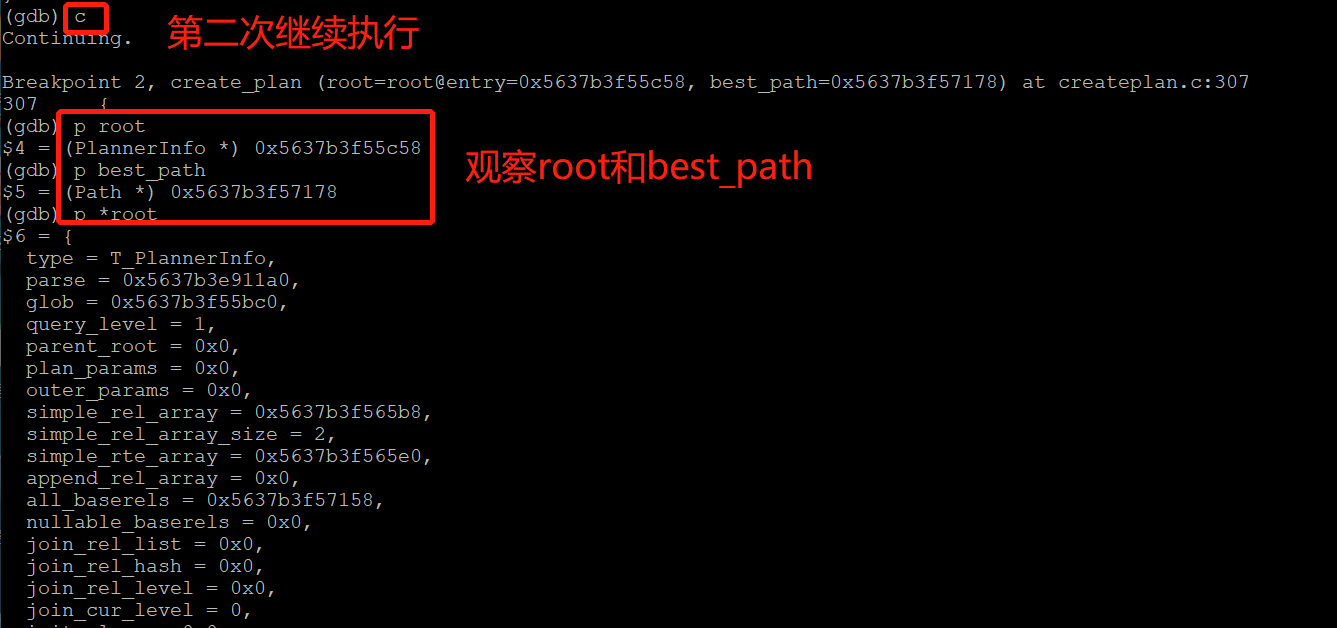 (gdb) c
Continuing.
第二次继续执行
Breakpoint 2, create_plan (root=root@entry=0x5637b3f55c58, best_path=0x5637b3f57178) at createplan.c:307
307 {
(gdb) p root
$4 = (PlannerInfo *) 0x5637b3f55c58
(gdb) p best_path
观察root和best_path
$5 = (Path *) 0x5637b3f57178
(gdb) p *root
$6 = {
type = T_PlannerInfo,
parse = 0x5637b3e911a0,
glob = 0x5637b3f55bc0,
query_level = 1,
parent_root = 0x0,
plan_params = 0x0,
outer_params = 0x0,
simple_rel_array = 0x5637b3f565b8,
simple_rel_array_size = 2,
simple_rte_array = 0x5637b3f565e0,
append_rel_array = 0x0,
all_baserels = 0x5637b3f57158,
nullable_baserels = 0x0,
join_rel_list = 0x0,
join_rel_hash = 0x0,
join_rel_level = 0x0,
join_cur_level = 0,